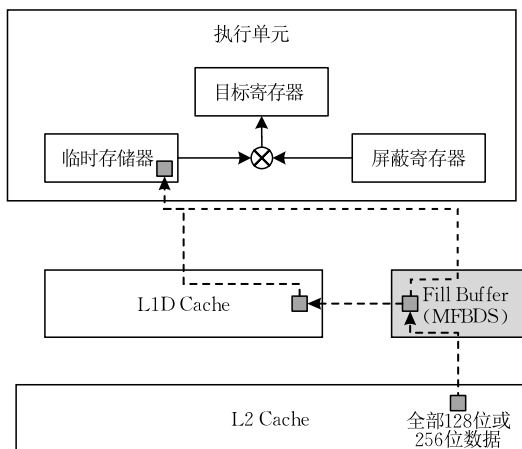 执行单元
目标寄存器
临时存储器
屏蔽寄存器
L1D Cache
Fill Buffer
(MFBDS)
L2 Cache
全部128位或
256位数据